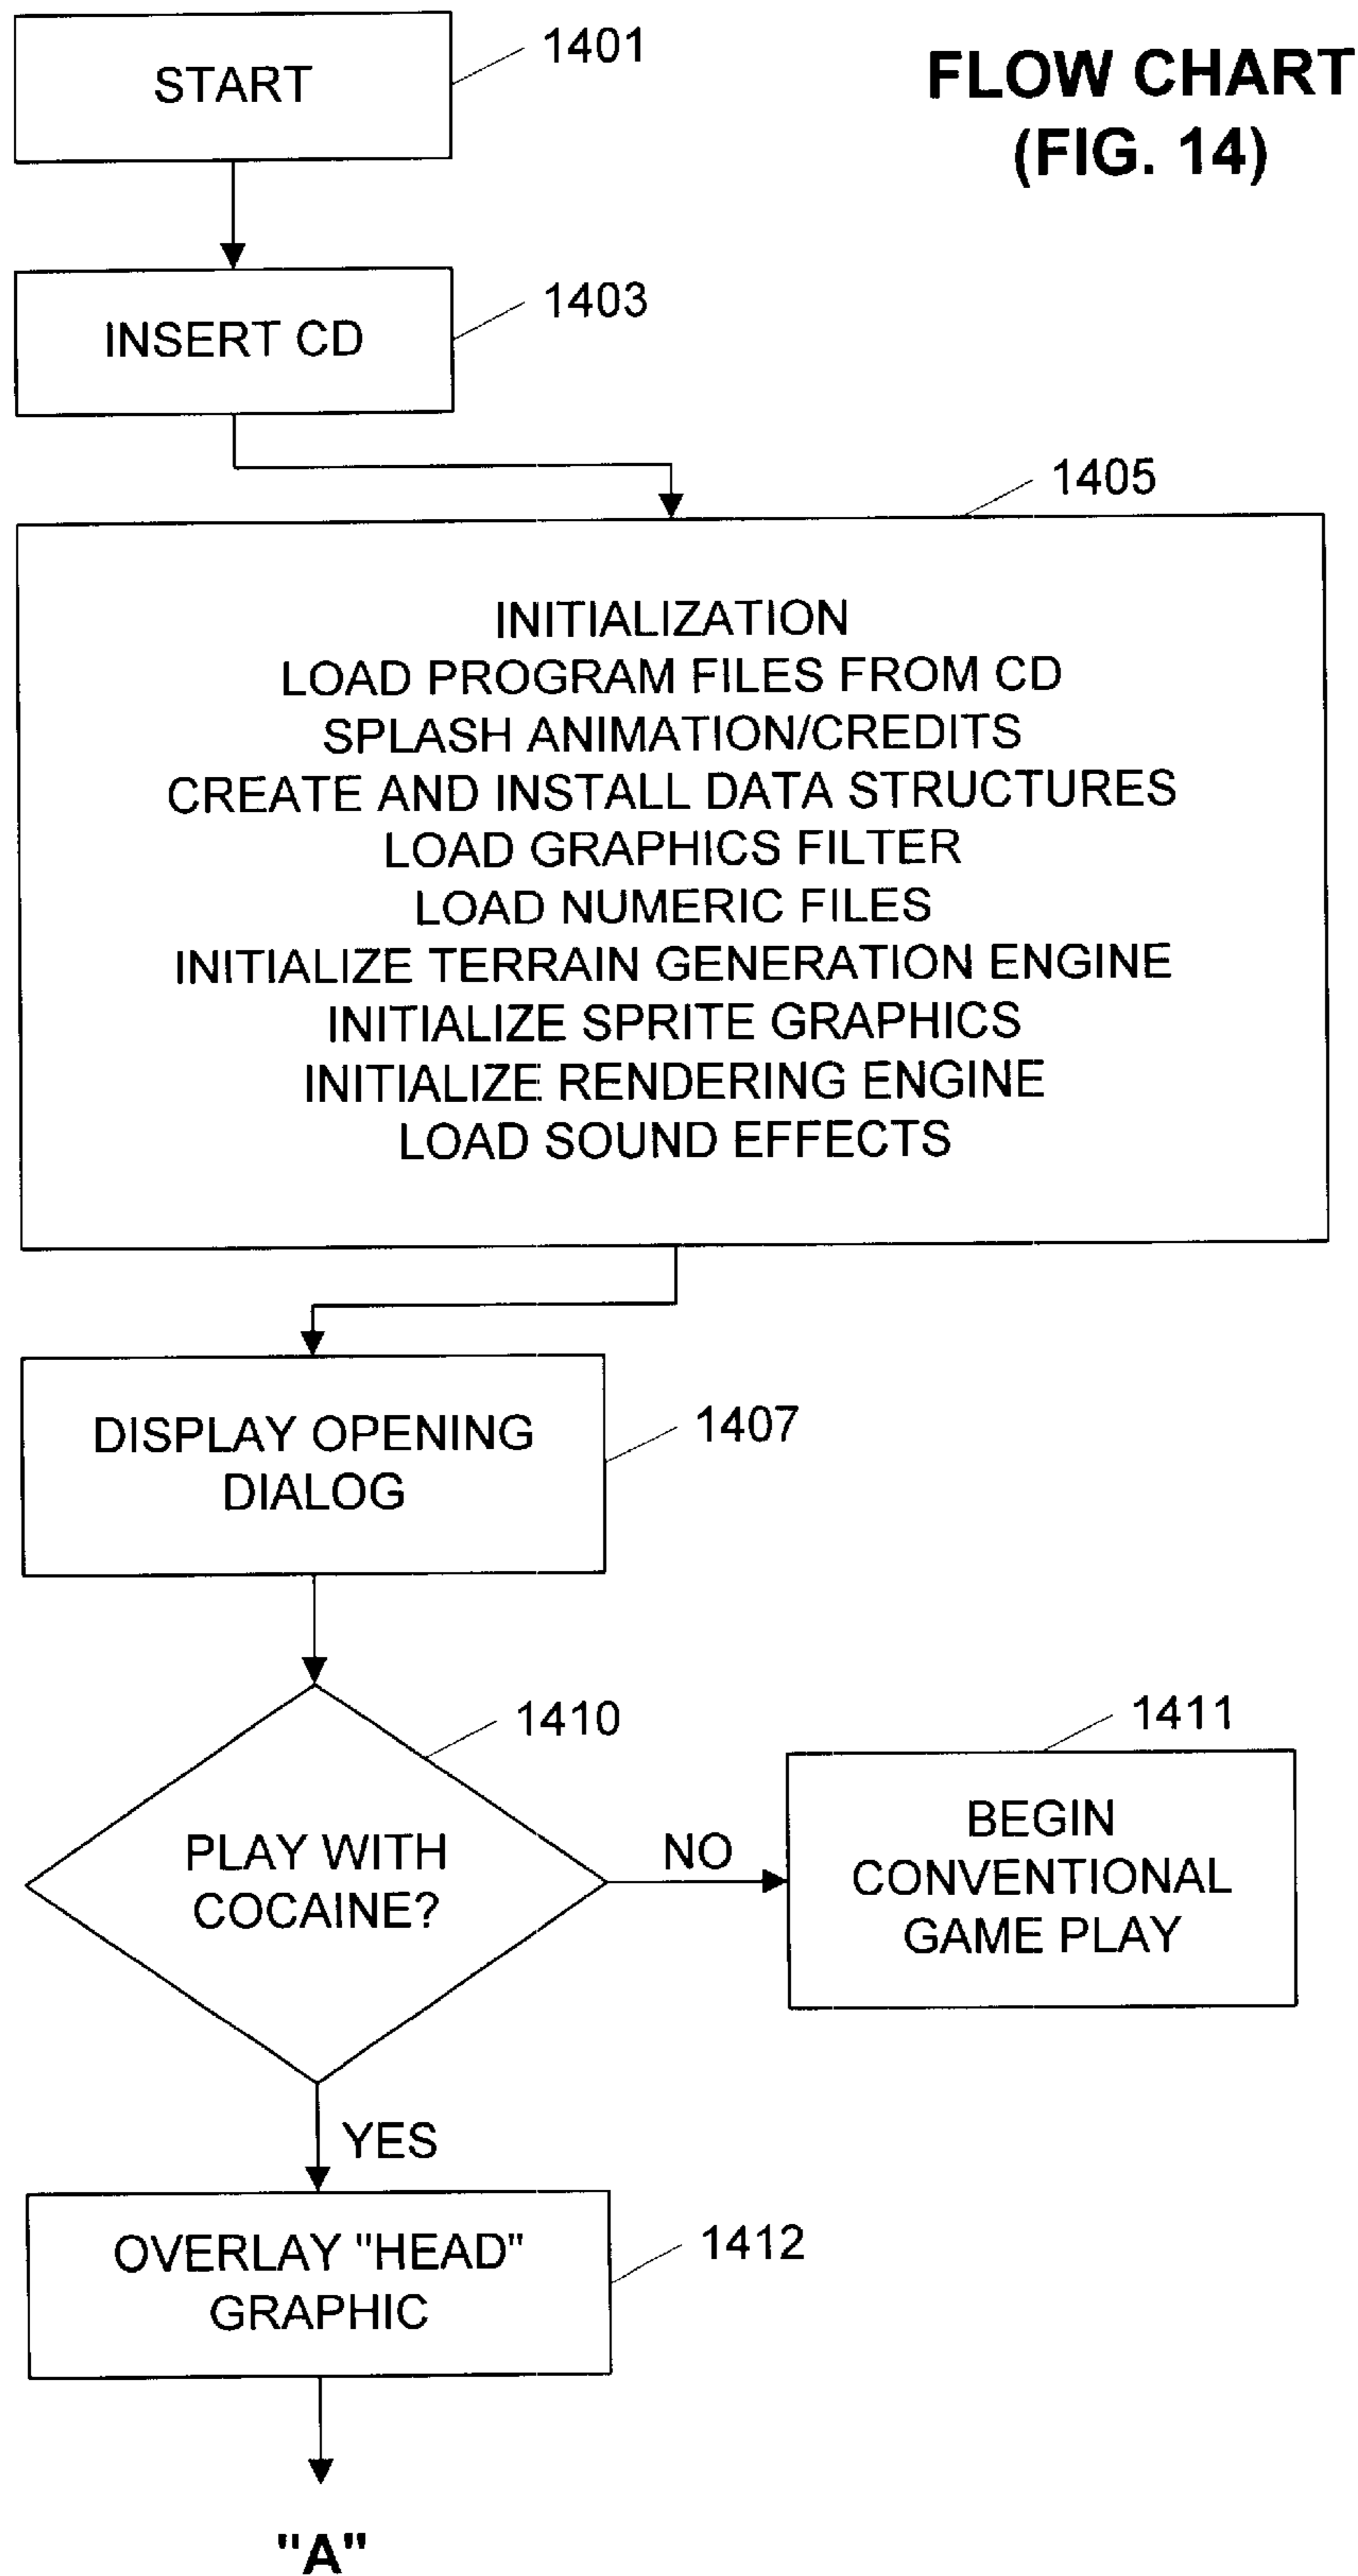 FLOW CHART
(FIG. 14)
START
1401
INSERT CD
1403
1405
INITIALIZATION
LOAD PROGRAM FILES FROM CD
SPLASH ANIMATION/CREDITS
CREATE AND INSTALL DATA STRUCTURES
LOAD GRAPHICS FILTER
LOAD NUMERIC FILES
INITIALIZE TERRAIN GENERATION ENGINE
INITIALIZE SPRITE GRAPHICS
INITIALIZE RENDERING ENGINE
LOAD SOUND EFFECTS
DISPLAY OPENING
DIALOG
1407
1410
PLAY WITH
COCAINE?
NO
1411
BEGIN
CONVENTIONAL
GAME PLAY
YES
OVERLAY "HEAD"
GRAPHIC
1412
"A"